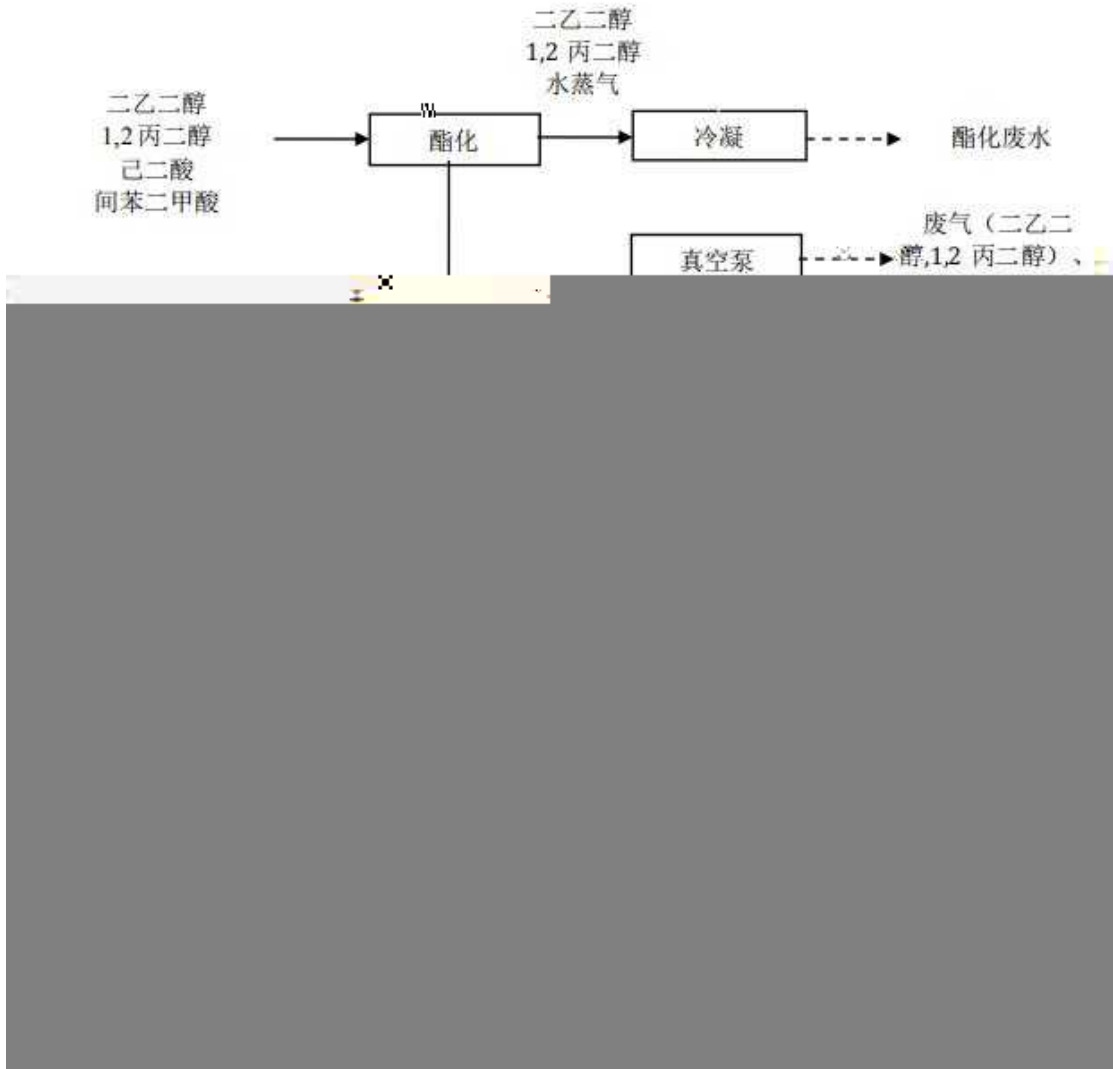 二乙二醇
1,2 丙二醇
水蒸气
二乙二醇
1,2 丙二醇
己二酸
间苯二甲酸
酯化
冷凝
酯化废水
真空泵
废气（二乙二
醇,1,2 丙二醇）、